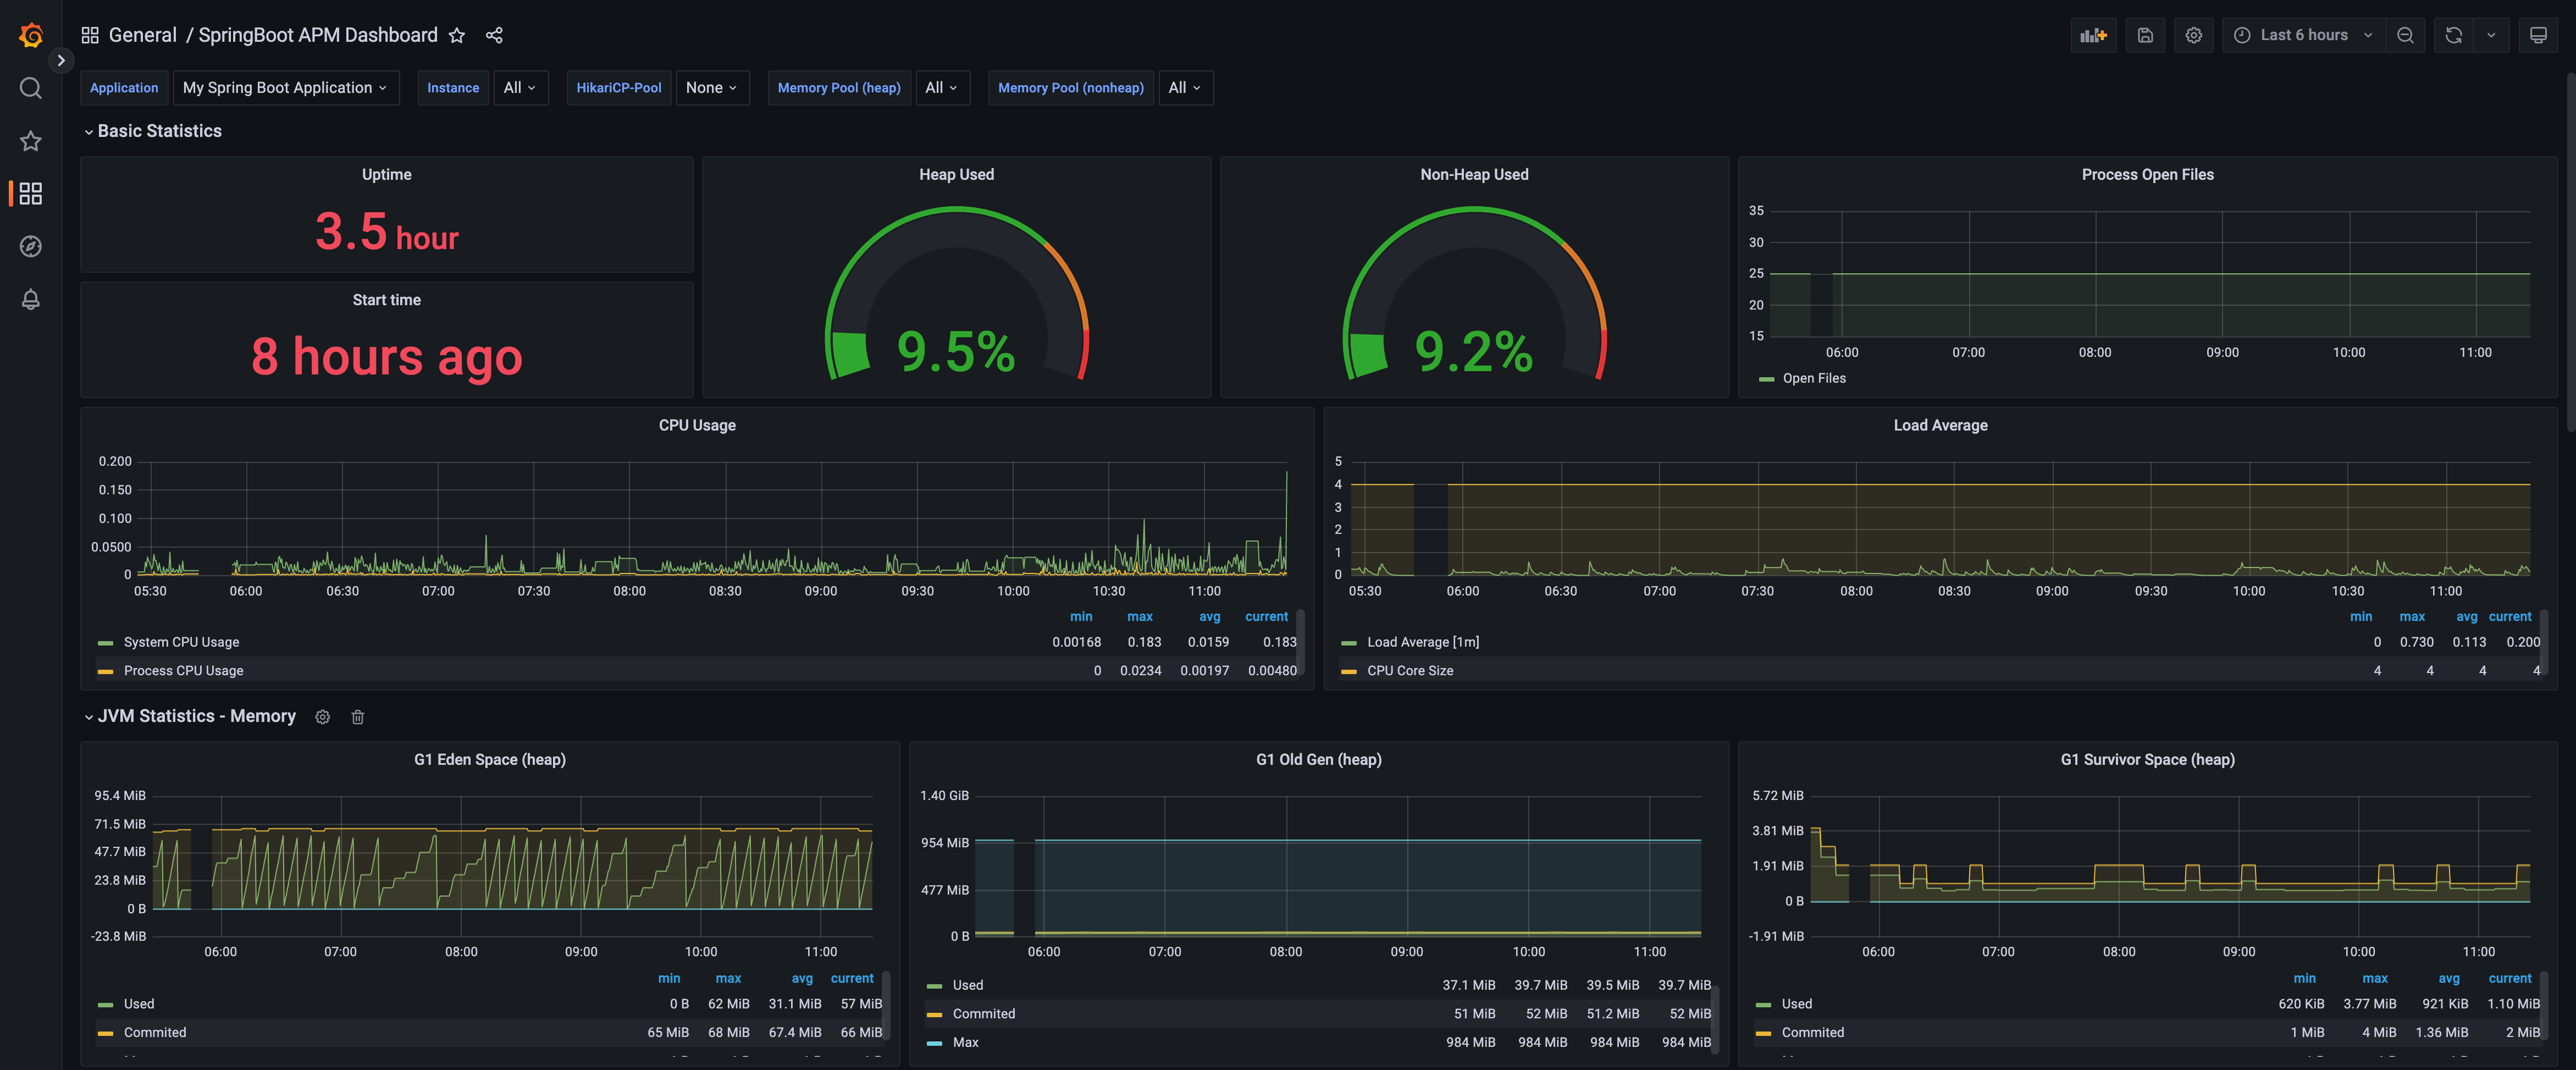 General / SpringBoot APM Dashboard
Last 6 hours
Application My Spring Boot Application Instance All HikariCP-Pool None Memory Pool (heap) All Memory Pool (nonheap) All
Basic Statistics
Uptime
3.5 hour
Start time
8 hours ago
Heap Used
9.5%
Non-Heap Used
9.2%
Process Open Files
35
30
25
20
15
06:00 07:00 08:00 09:00 10:00 11:00
Open Files
CPU Usage
0.200
0.150
0.100
0.0500
0
05:30 06:00 06:30 07:00 07:30 08:00 08:30 09:00 09:30 10:00 10:30 11:00
min max avg current
System CPU Usage 0.00168 0.183 0.0159 0.183
Process CPU Usage 0 0.0234 0.00197 0.00480
Load Average
5
4
3
2
1
0
05:30 06:00 06:30 07:00 07:30 08:00 08:30 09:00 09:30 10:00 10:30 11:00
min max avg current
Load Average [1m] 0 0.730 0.113 0.200
CPU Core Size 4 4 4 4
JVM Statistics - Memory
G1 Eden Space (heap)
95.4 MiB
71.5 MiB
47.7 MiB
23.8 MiB
0 B
-23.8 MiB
06:00 07:00 08:00 09:00 10:00 11:00
min max avg current
Used 0 B 62 MiB 31.1 MiB 57 MiB
Commited 65 MiB 68 MiB 67.4 MiB 66 MiB
G1 Old Gen (heap)
1.40 GiB
954 MiB
477 MiB
0 B
06:00 07:00 08:00 09:00 10:00 11:00
Used 37.1 MiB 39.7 MiB 39.5 MiB 39.7 MiB
Commited 51 MiB 52 MiB 51.2 MiB 52 MiB
Max 984 MiB 984 MiB 984 MiB 984 MiB
G1 Survivor Space (heap)
5.72 MiB
3.81 MiB
1.91 MiB
0 B
-1.91 MiB
06:00 07:00 08:00 09:00 10:00 11:00
min max avg current
Used 620 KiB 3.77 MiB 921 KiB 1.10 MiB
Commited 1 MiB 4 MiB 1.36 MiB 2 MiB